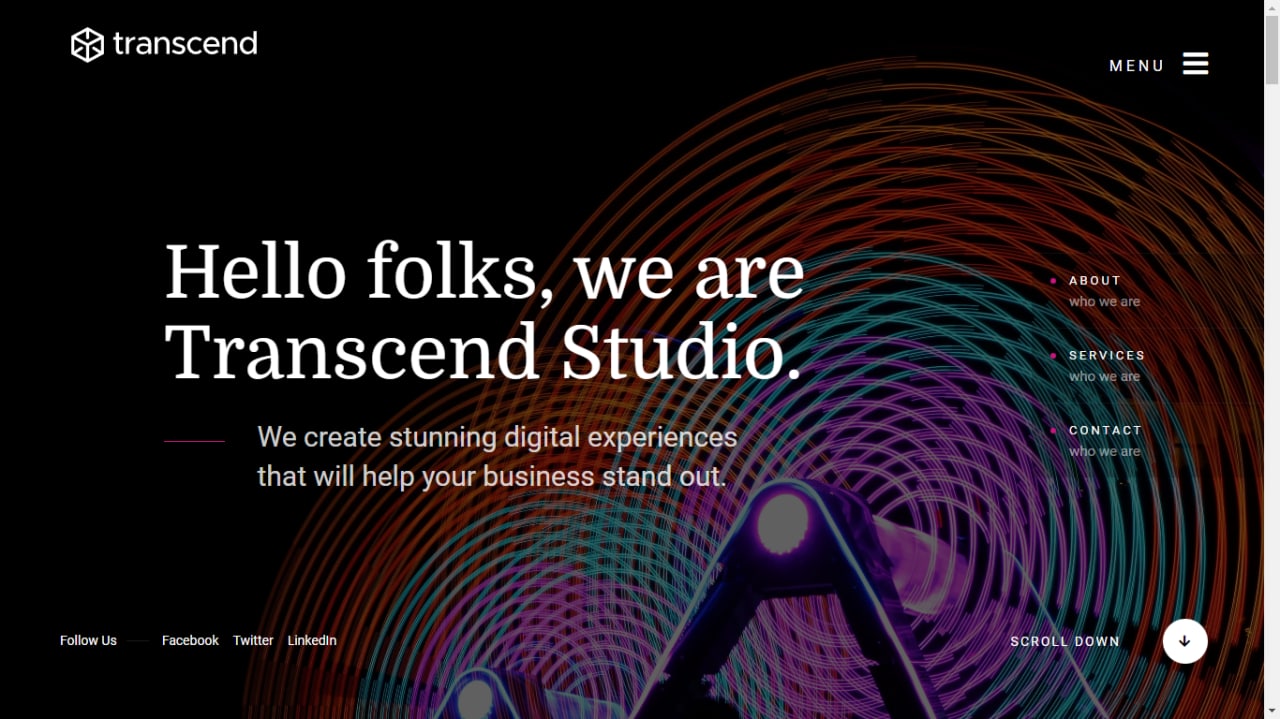 transcend
MENU
Hello folks, we are
Transcend Studio.
We create stunning digital experiences
that will help your business stand out.
ABOUT
who we are
SERVICES
who we are
CONTACT
who we are
Follow Us
Facebook Twitter LinkedIn
SCROLL DOWN